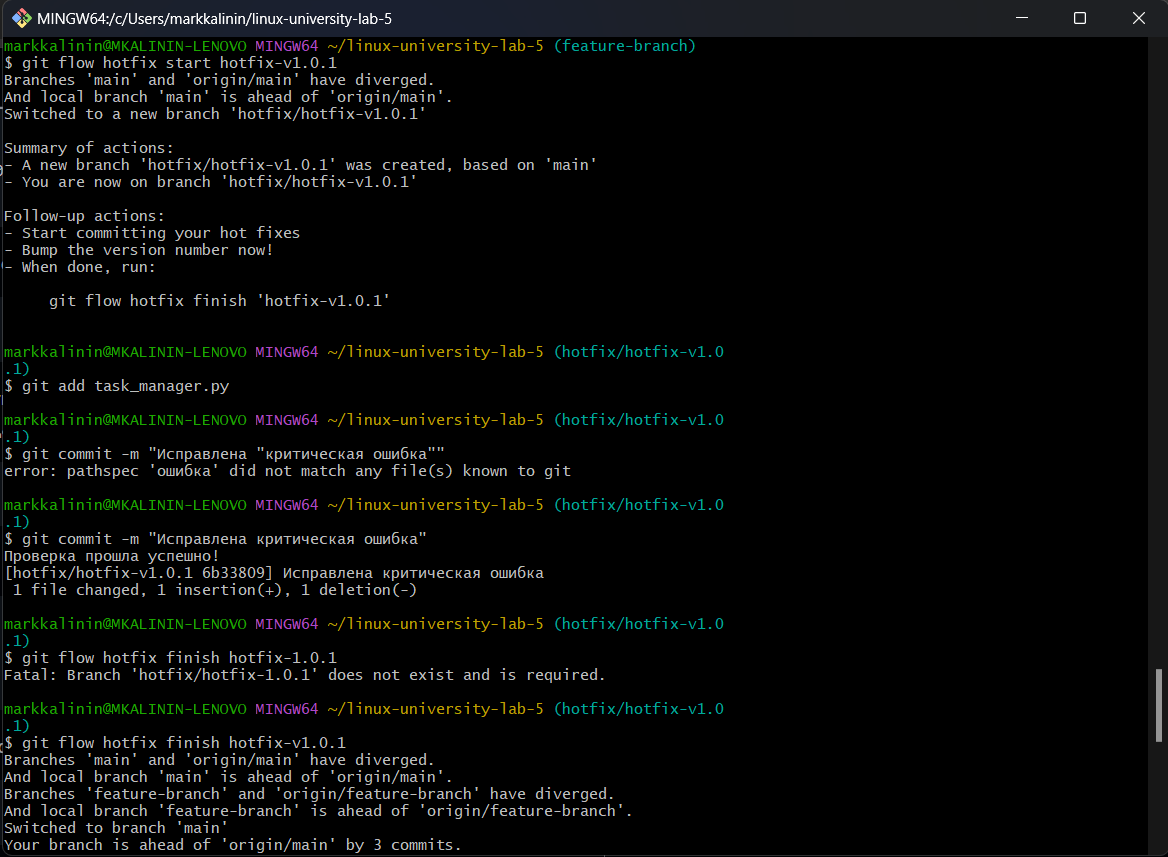 MINGW64:/c/Users/markkalinin/linux-university-lab-5
markkalinin@MKALININ-LENOVO MINGW64 ~/linux-university-lab-5 (feature-branch)
$ git flow hotfix start hotfix-v1.0.1
Branches 'main' and 'origin/main' have diverged.
And local branch 'main' is ahead of 'origin/main'.
Switched to a new branch 'hotfix/hotfix-v1.0.1'
Summary of actions:
- A new branch 'hotfix/hotfix-v1.0.1' was created, based on 'main'
- You are now on branch 'hotfix/hotfix-v1.0.1'
Follow-up actions:
- Start committing your hot fixes
- Bump the version number now!
- When done, run:
git flow hotfix finish 'hotfix-v1.0.1'
markkalinin@MKALININ-LENOVO MINGW64 ~/linux-university-lab-5 (hotfix/hotfix-v1.0
.1)
$ git add task_manager.py
markkalinin@MKALININ-LENOVO MINGW64 ~/linux-university-lab-5 (hotfix/hotfix-v1.0
.1)
$ git commit -m "Исправлена "критическая ошибка""
error: pathspec 'ошибка' did not match any file(s) known to git
markkalinin@MKALININ-LENOVO MINGW64 ~/linux-university-lab-5 (hotfix/hotfix-v1.0
.1)
$ git commit -m "Исправлена критическая ошибка"
Проверка прошла успешно!
[hotfix/hotfix-v1.0.1 6b33809] Исправлена критическая ошибка
1 file changed, 1 insertion(+), 1 deletion(-)
markkalinin@MKALININ-LENOVO MINGW64 ~/linux-university-lab-5 (hotfix/hotfix-v1.0
.1)
$ git flow hotfix finish hotfix-1.0.1
Fatal: Branch 'hotfix/hotfix-1.0.1' does not exist and is required.
markkalinin@MKALININ-LENOVO MINGW64 ~/linux-university-lab-5 (hotfix/hotfix-v1.0
.1)
$ git flow hotfix finish hotfix-v1.0.1
Branches 'main' and 'origin/main' have diverged.
And local branch 'main' is ahead of 'origin/main'.
Branches 'feature-branch' and 'origin/feature-branch' have diverged.
And local branch 'feature-branch' is ahead of 'origin/feature-branch'.
Switched to branch 'main'
Your branch is ahead of 'origin/main' by 3 commits.